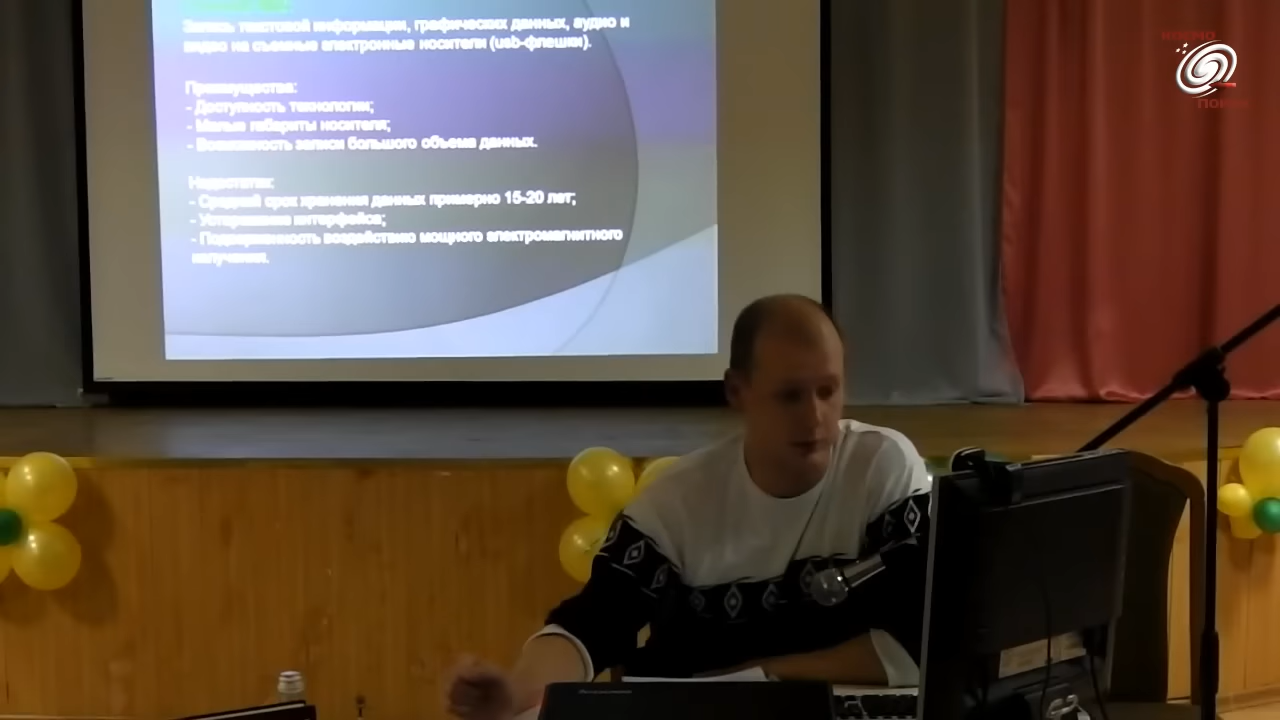 Запись текстовой информации, графических данных, аудио и
видео на съемные электронные носители (usb-флешки).
Преимущества:
- Доступность технологии;
- Малые габариты носителя;
- Возможность записи большого объема данных.
Недостатки:
- Средний срок хранения данных примерно 15-20 лет;
- Устаревание интерфейса;
- Подверженность воздействию мощного электромагнитного
излучения.